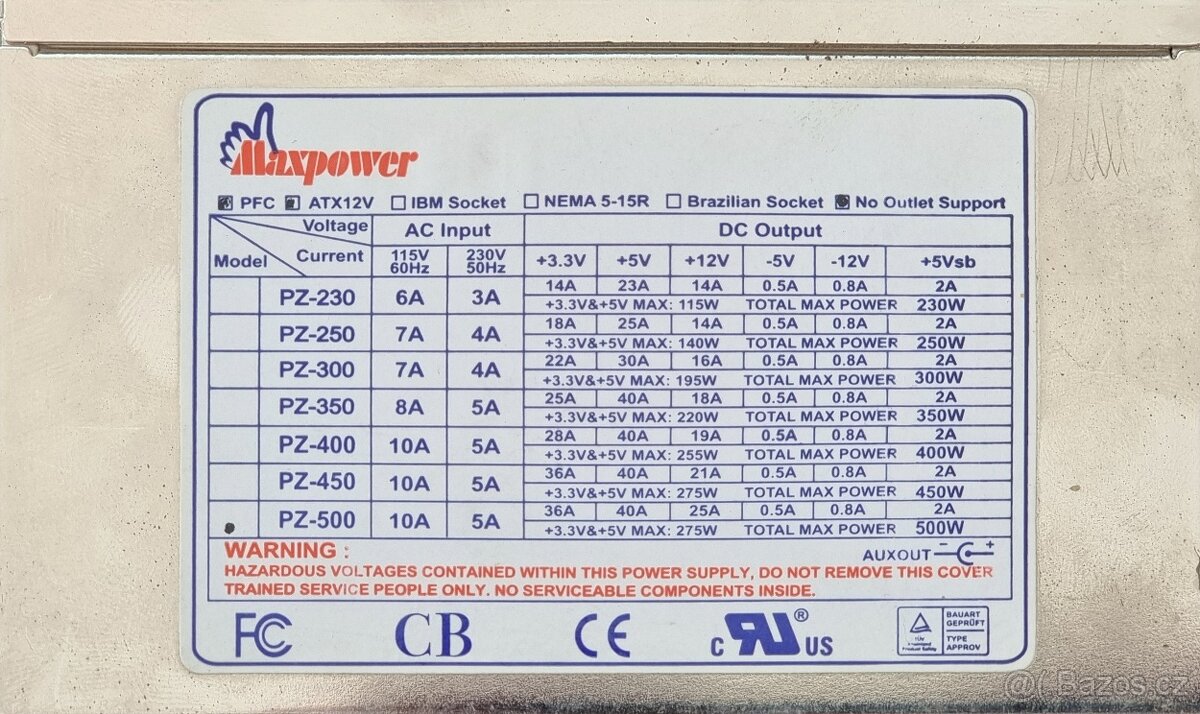 Maxpower
PFC ATX12V IBM Socket NEMA 5-15R Brazilian Socket No Outlet Support
Voltage AC Input DC Output
Model Current 115V 60Hz 230V 50Hz +3.3V +5V +12V -5V -12V +5Vsb
PZ-230 6A 3A 14A 23A 14A 0.5A 0.8A 2A
+3.3V&+5V MAX: 115W TOTAL MAX POWER 230W
PZ-250 7A 4A 18A 25A 14A 0.5A 0.8A 2A
+3.3V&+5V MAX: 140W TOTAL MAX POWER 250W
PZ-300 7A 4A 22A 30A 16A 0.5A 0.8A 2A
+3.3V&+5V MAX: 195W TOTAL MAX POWER 300W
PZ-350 8A 5A 25A 40A 18A 0.5A 0.8A 2A
+3.3V&+5V MAX: 220W TOTAL MAX POWER 350W
PZ-400 10A 5A 28A 40A 19A 0.5A 0.8A 2A
+3.3V&+5V MAX: 255W TOTAL MAX POWER 400W
PZ-450 10A 5A 36A 40A 21A 0.5A 0.8A 2A
+3.3V&+5V MAX: 275W TOTAL MAX POWER 450W
PZ-500 10A 5A 36A 40A 25A 0.5A 0.8A 2A
+3.3V&+5V MAX: 275W TOTAL MAX POWER 500W
WARNING : AUXOUT - +
HAZARDOUS VOLTAGES CONTAINED WITHIN THIS POWER SUPPLY, DO NOT REMOVE THIS COVER
TRAINED SERVICE PEOPLE ONLY. NO SERVICEABLE COMPONENTS INSIDE.
FC CB CE c RU ® US
TÜV Rheinland Product Safety
BAUART GEPRÜFT
TYPE APPROV
@( Bazos.cz